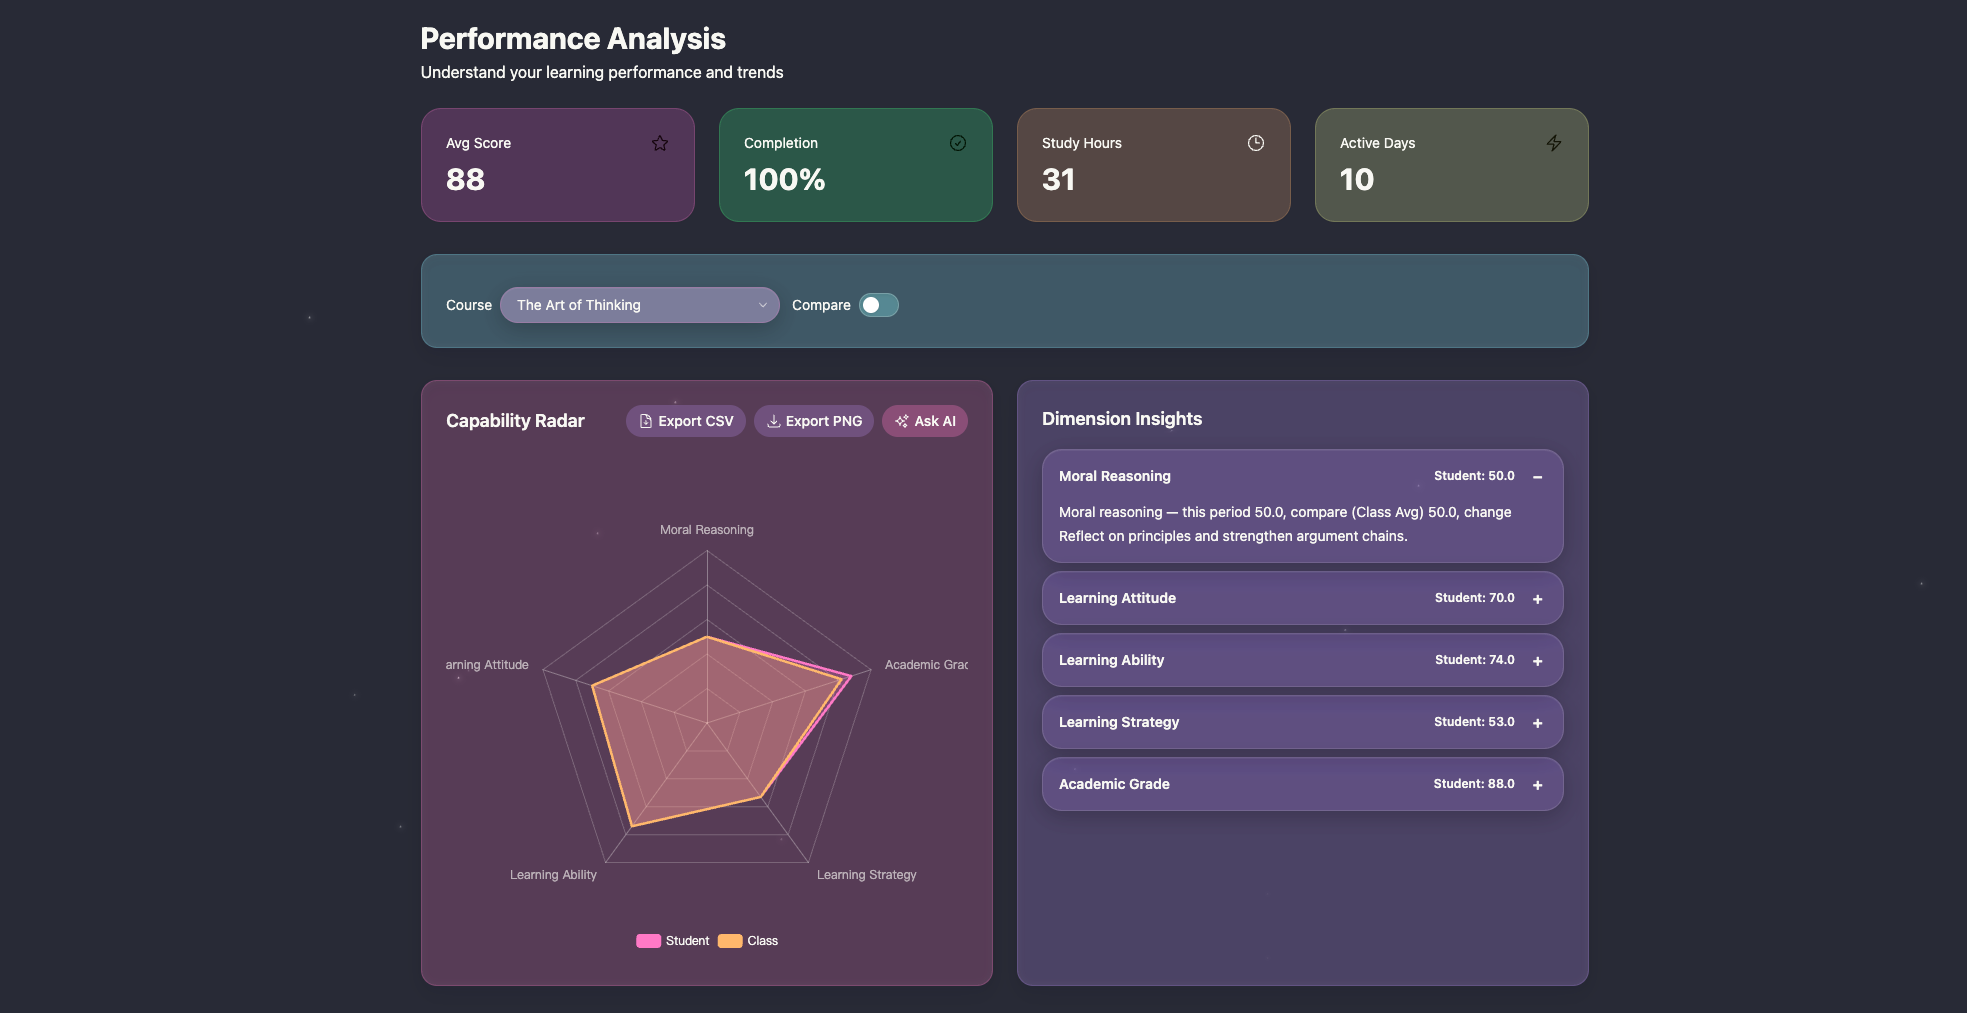 Performance Analysis
Understand your learning performance and trends
Avg Score
88
Completion
100%
Study Hours
31
Active Days
10
Course
The Art of Thinking
Compare
Capability Radar
Export CSV
Export PNG
Ask AI
Moral Reasoning
arning Attitude
Academic Grad
Learning Ability
Learning Strategy
Student
Class
Dimension Insights
Moral Reasoning
Student: 50.0
Moral reasoning — this period 50.0, compare (Class Avg) 50.0, change
Reflect on principles and strengthen argument chains.
Learning Attitude
Student: 70.0
Learning Ability
Student: 74.0
Learning Strategy
Student: 53.0
Academic Grade
Student: 88.0